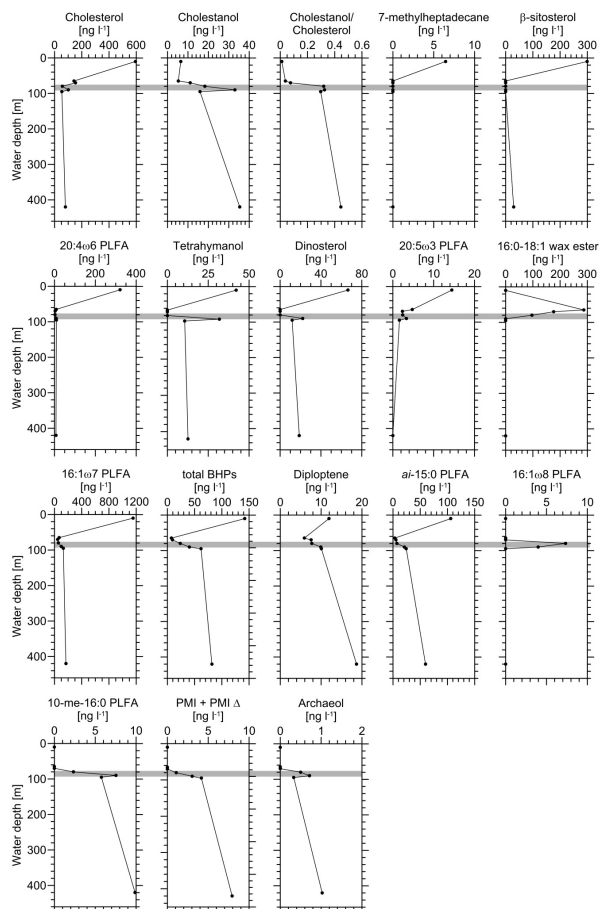 Cholesterol Cholestanol Cholestanol/ 7-methylheptadecane β-sitosterol
[ng l⁻¹] [ng l⁻¹] Cholesterol [ng l⁻¹] [ng l⁻¹]
0 200 400 600 0 10 20 30 40 0 0.2 0.4 0.6 0 5 10 0 100 200 300
0
100
200
300
400
Water depth [m]
20:4ω6 PLFA Tetrahymanol Dinosterol 20:5ω3 PLFA 16:0-18:1 wax ester
[ng l⁻¹] [ng l⁻¹] [ng l⁻¹] [ng l⁻¹] [ng l⁻¹]
0 200 400 0 25 50 0 20 40 60 80 0 5 10 15 20 0 100 200 300
0
100
200
300
400
Water depth [m]
16:1ω7 PLFA total BHPs Diploptene ai-15:0 PLFA 16:1ω8 PLFA
[ng l⁻¹] [ng l⁻¹] [ng l⁻¹] [ng l⁻¹] [ng l⁻¹]
0 400 800 1200 0 50 100 150 0 10 20 0 50 100 150 0 5 10
0
100
200
300
400
Water depth [m]
10-me-16:0 PLFA PMI + PMI Δ Archaeol
[ng l⁻¹] [ng l⁻¹] [ng l⁻¹]
0 5 10 0 5 10 0 1 2
0
100
200
300
400
Water depth [m]